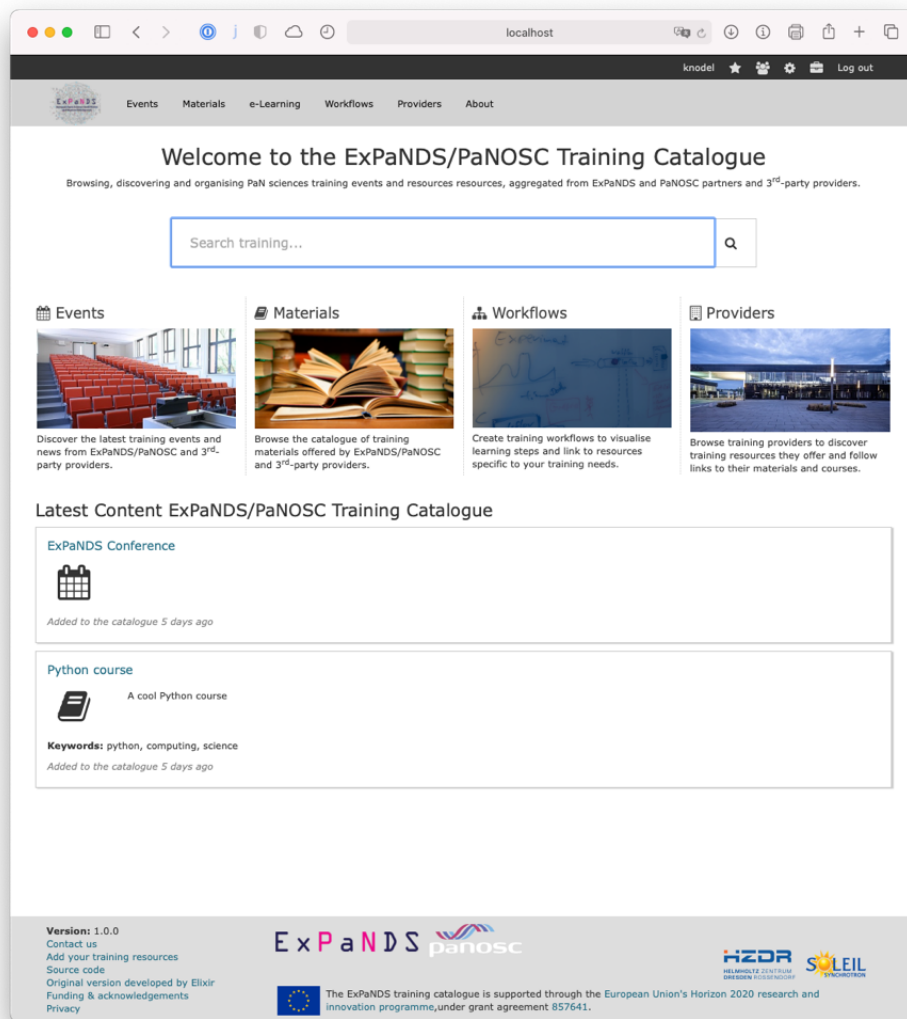 localhost
knodel Log out
ExPaNDS
Events Materials e-Learning Workflows Providers About
Welcome to the ExPaNDS/PaNOSC Training Catalogue
Browsing, discovering and organising PaN sciences training events and resources resources, aggregated from ExPaNDS and PaNOSC partners and 3rd-party providers.
Search training...
Events
Discover the latest training events and
news from ExPaNDS/PaNOSC and 3rd-
party providers.
Materials
Browse the catalogue of training
materials offered by ExPaNDS/PaNOSC
and 3rd-party providers.
Workflows
Experiment
Create training workflows to visualise
learning steps and link to resources
specific to your training needs.
Providers
Browse training providers to discover
training resources they offer and follow
links to their materials and courses.
Latest Content ExPaNDS/PaNOSC Training Catalogue
ExPaNDS Conference
Added to the catalogue 5 days ago
Python course
A cool Python course
Keywords: python, computing, science
Added to the catalogue 5 days ago
Version: 1.0.0
Contact us
Add your training resources
Source code
Original version developed by Elixir
Funding & acknowledgements
Privacy
ExPaNDS panosc
HZDR
HELMHOLTZ ZENTRUM
DRESDEN ROSSENDORF
SOLEIL
SYNCHROTRON
The ExPaNDS training catalogue is supported through the European Union's Horizon 2020 research and
innovation programme,under grant agreement 857641.